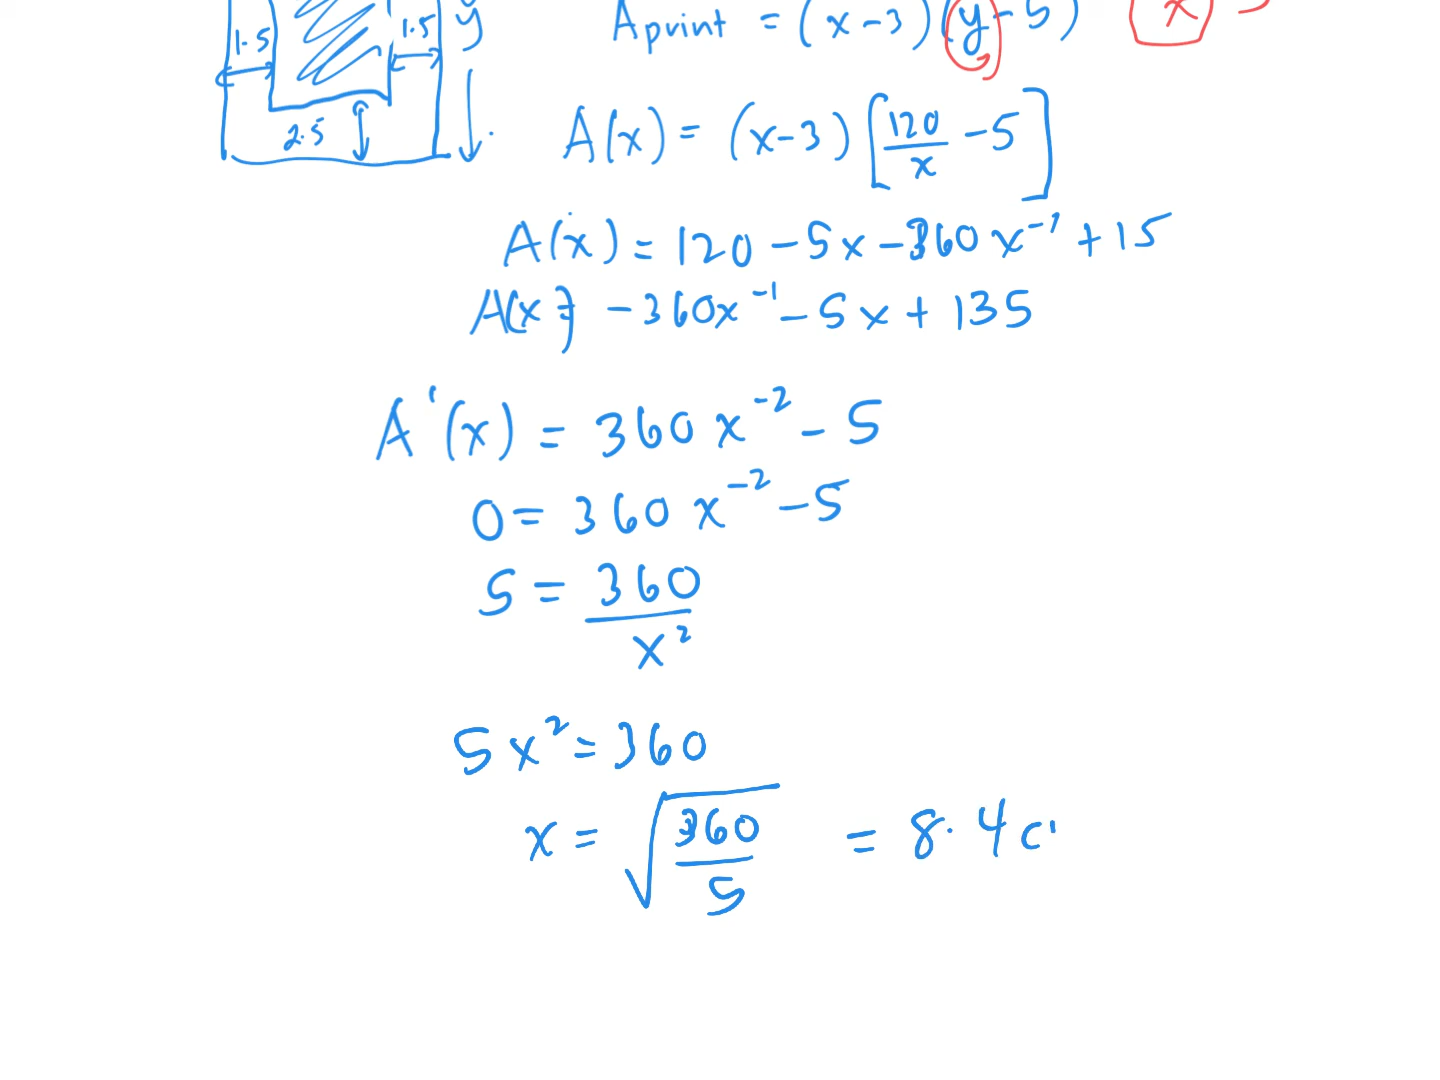 1.5 1.5 y
A print = (x-3)(y-5) x
2.5
A(x) = (x-3) [120/x -5]
A(x) = 120 -5x -360x^-1 +15
A(x) = -360x^-1 -5x + 135
A'(x) = 360x^-2 - 5
0 = 360x^-2 -5
5 = 360/x^2
5x^2 = 360
x = √(360/5) = 8.4 c